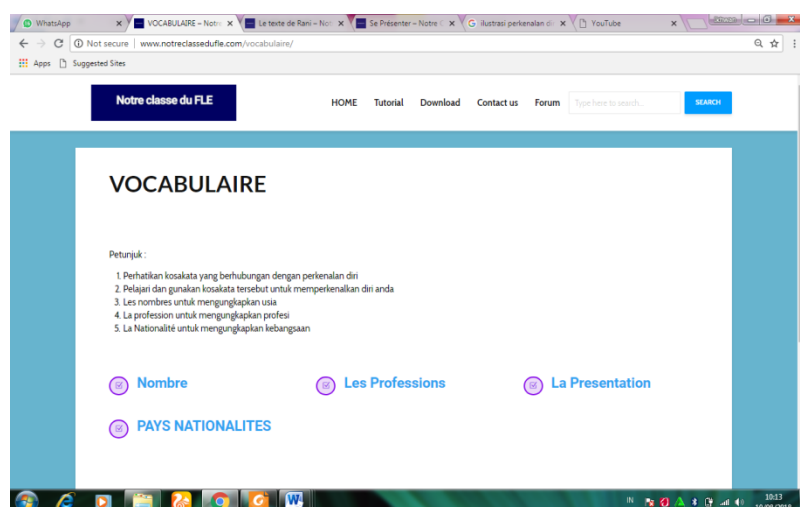 WhatsApp
VOCABULAIRE – Notr
Le texte de Rani – Not
Se Présenter – Notre C
ilustrasi perkenalan di
YouTube
Not secure | www.notreclassedufle.com/vocabulaire/
Apps Suggested Sites
Notre classe du FLE
HOME Tutorial Download Contact us Forum Type here to search... SEARCH
VOCABULAIRE
Petunjuk :
1. Perhatikan kosakata yang berhubungan dengan perkenalan diri
2. Pelajari dan gunakan kosakata tersebut untuk memperkenalkan diri anda
3. Les nombres untuk mengungkapkan usia
4. La profession untuk mengungkapkan profesi
5. La Nationalité untuk mengungkapkan kebangsaan
Nombre Les Professions La Presentation
PAYS NATIONALITES
IN 10:13